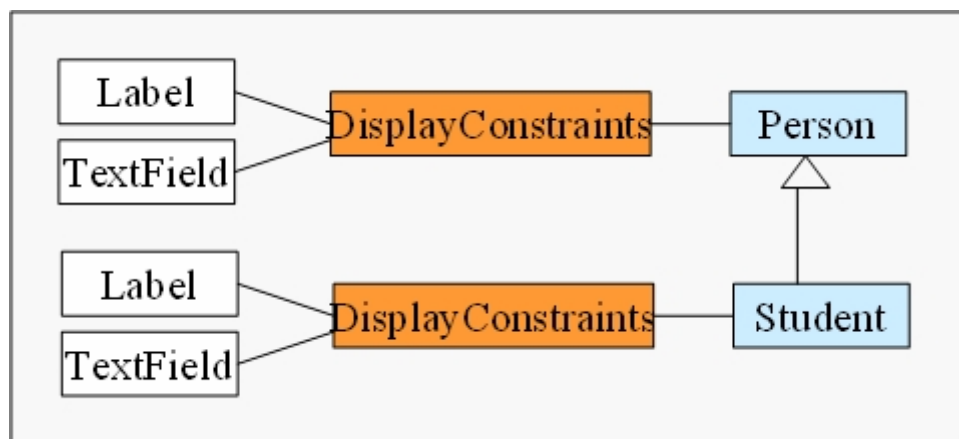 Label
DisplayConstraints
Person
TextField
Label
DisplayConstraints
Student
TextField